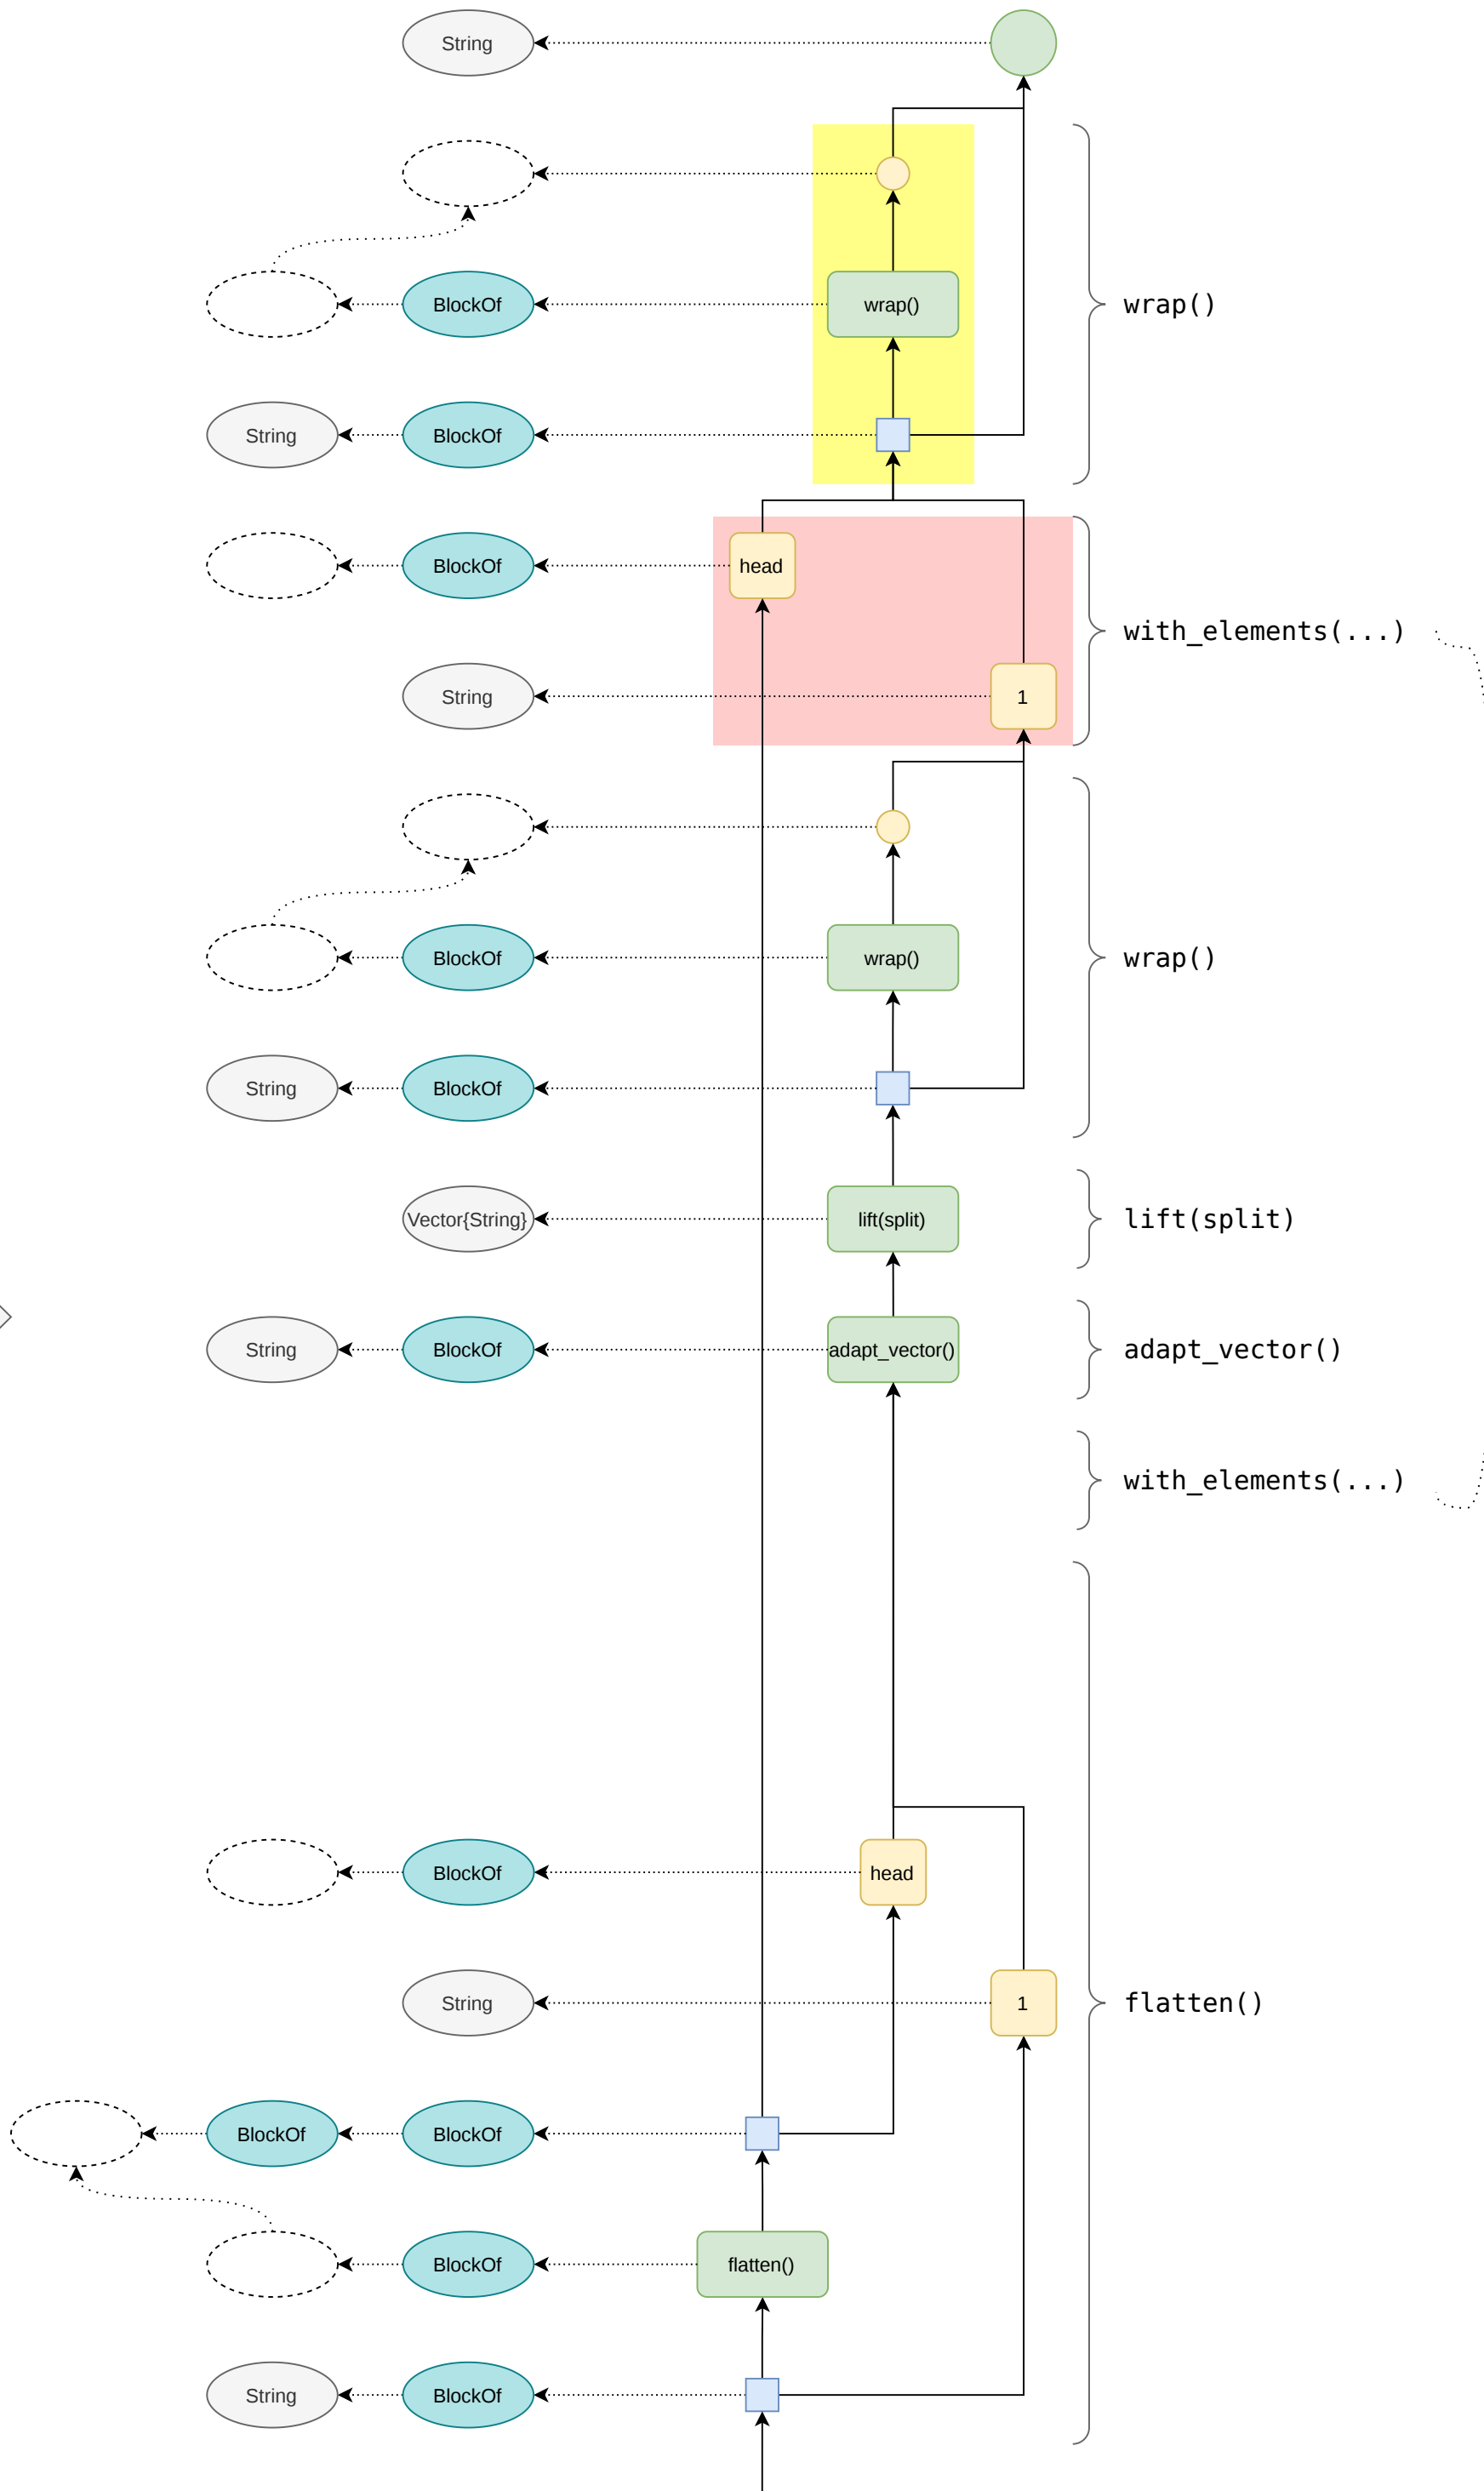 String
BlockOf wrap() wrap()
String BlockOf
BlockOf head
with_elements(...)
String 1
BlockOf wrap() wrap()
String BlockOf
Vector{String} lift(split) lift(split)
String BlockOf adapt_vector() adapt_vector()
with_elements(...)
BlockOf head
String 1 flatten()
BlockOf BlockOf
BlockOf flatten()
String BlockOf